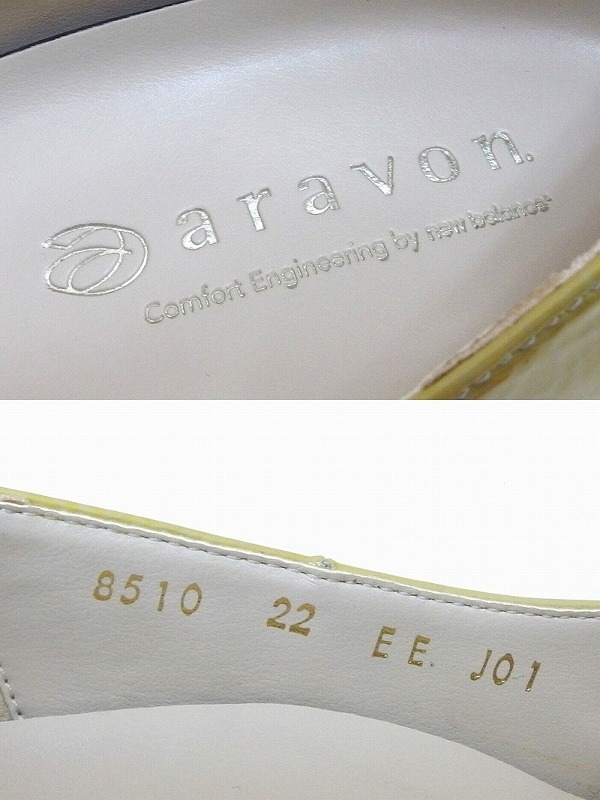 aravon.
Comfort Engineering by new balance
8510 22 EE J01